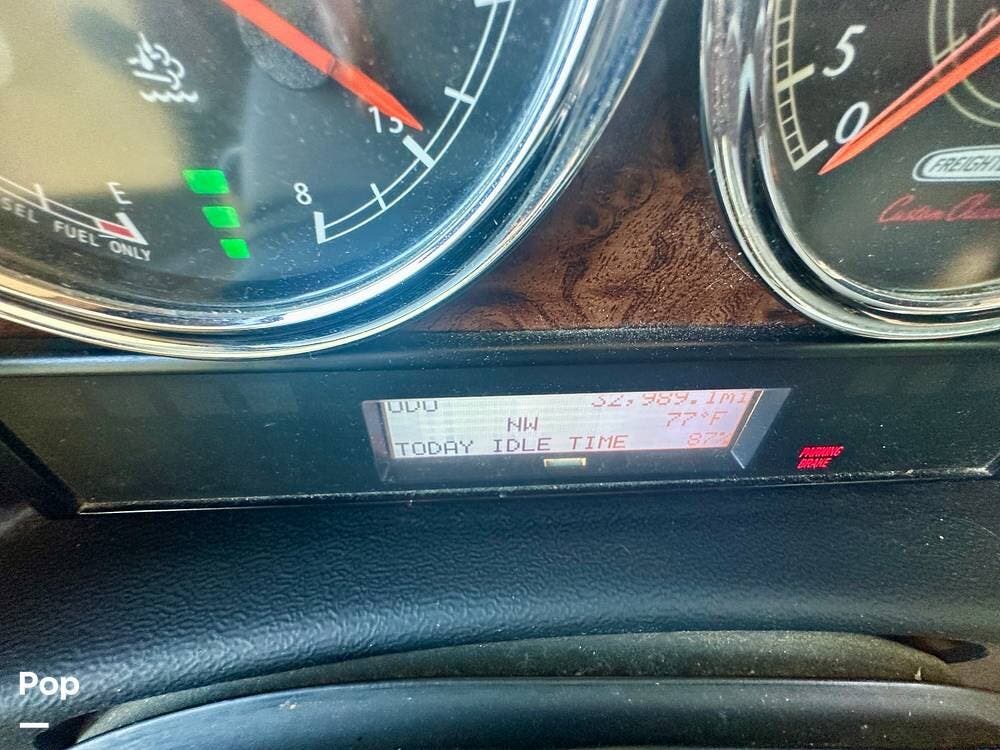 5
0
FREIGHT
Custom
15
8
E
SEL
FUEL ONLY
ODO 32,989.1mi
NW 77°F
TODAY IDLE TIME 87%
PARKING
BRAKE
Pop